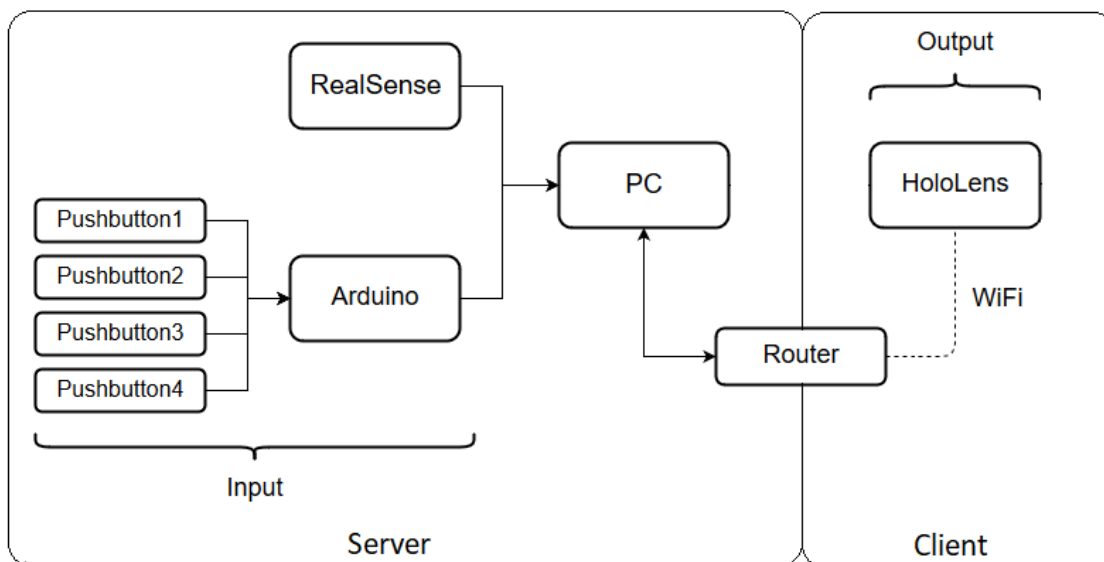 Output
RealSense
PC
HoloLens
Pushbutton1
Pushbutton2
Arduino
WiFi
Pushbutton3
Router
Pushbutton4
Input
Server
Client